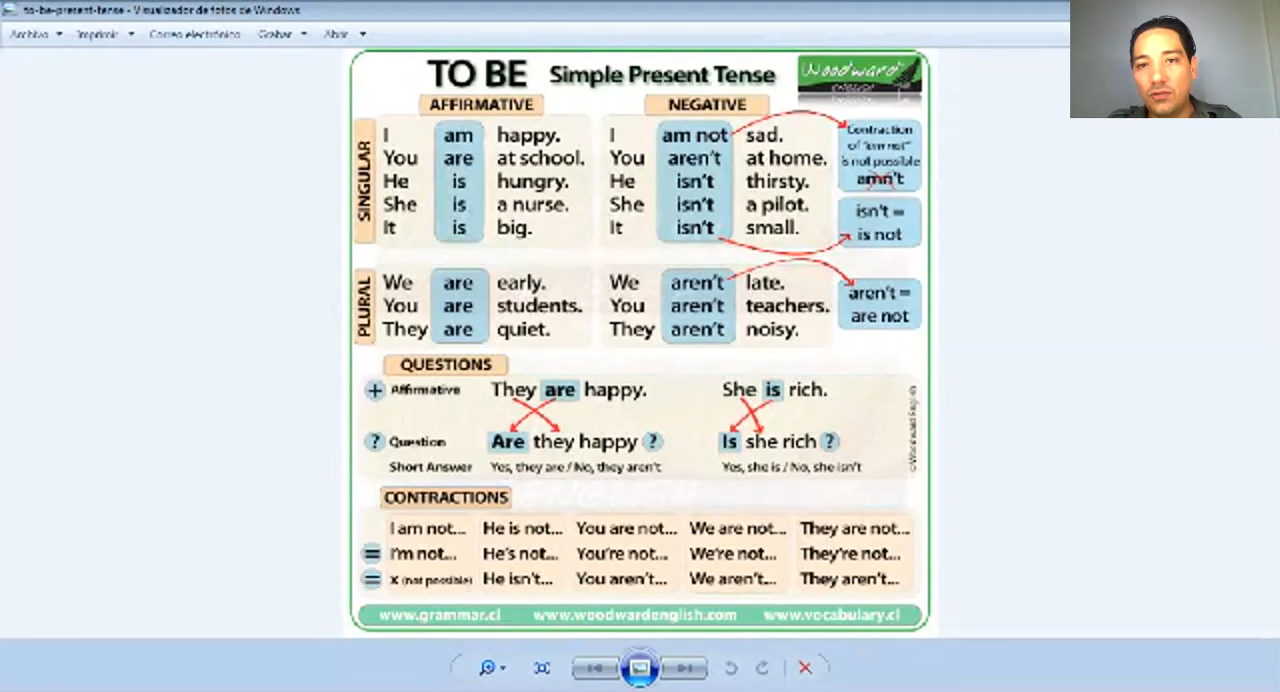 to-be-present-tense - Visualizador de fotos de Windows
Archivo Imprimir Correo electrónico Grabar Abrir
TO BE Simple Present Tense
Woodward
AFFIRMATIVE
NEGATIVE
SINGULAR
I am happy.
You are at school.
He is hungry.
She is a nurse.
It is big.
I am not sad.
You aren't at home.
He isn't thirsty.
She isn't a pilot.
It isn't small.
Contraction
of "am not"
is not possible
amn't
isn't =
is not
PLURAL
We are early.
You are students.
They are quiet.
We aren't late.
You aren't teachers.
They aren't noisy.
aren't =
are not
QUESTIONS
+ Affirmative They are happy. She is rich.
? Question Are they happy ? Is she rich ?
Short Answer Yes, they are / No, they aren't Yes, she is / No, she isn't
©Woodward English
ENGLISH
CONTRACTIONS
I am not... He is not... You are not... We are not... They are not...
= I'm not... He's not... You're not... We're not... They're not...
= x (not possible) He isn't... You aren't... We aren't... They aren't...
www.grammar.cl www.woodwardenglish.com www.vocabulary.cl